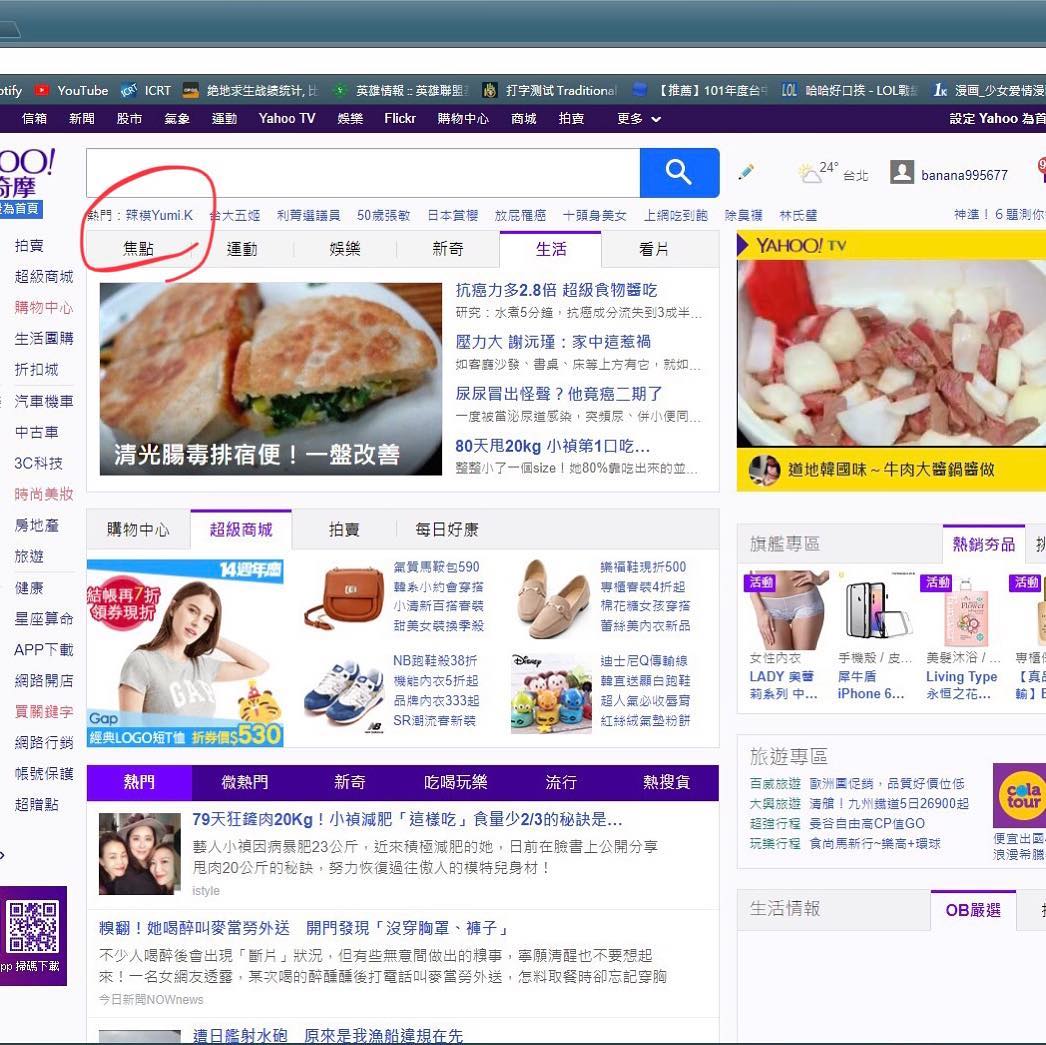 otify YouTube ICRT 絶地求生战绩统计, 比 英雄情報 :: 英雄聯盟 打字测试 Traditional 【推薦】101年度台中 LOL 哈哈好口挨 - LOL戰 1k 漫画_少女爱情漫
信箱 新聞 股市 氣象 運動 Yahoo TV 娛樂 Flickr 購物中心 商城 拍賣 更多 設定 Yahoo 為首
OO!
奇摩
設為首頁
24° 台北 banana995677
熱門：辣模Yumi.K 台大五姬 利菁選議員 50歲張敏 日本賞櫻 放屁罹癌 十頭身美女 上網吃到飽 除臭襪 林氏璧 神準！６題測你
焦點 運動 娛樂 新奇 生活 看片
清光腸毒排宿便！一盤改善
抗癌力多2.8倍 超級食物醬吃
研究：水煮5分鐘，抗癌成分流失到3成半...
壓力大 謝沅瑾：家中這惹禍
如客廳沙發、書桌、床等上方有它，就如...
尿尿冒出怪聲？他竟癌二期了
一度被當泌尿道感染，突頻尿、併小便同...
80天甩20kg 小禎第1口吃...
整整小了一個size！她80%靠吃出來的並...
YAHOO! TV
道地韓國味～牛肉大醬鍋醬做
拍賣
超級商城
購物中心
生活團購
折扣城
汽車機車
中古車
3C科技
時尚美妝
房地產
旅遊
健康
星座算命
APP下載
網路開店
買關鍵字
網路行銷
帳號保護
超贈點
pp 掃碼下載
購物中心 超級商城 拍賣 每日好康
14週年慶
結帳再7折
領券現折
GAP
Gap
經典LOGO短T恤 折券價$530
氣質馬鞍包590
韓系小約會穿搭
小清新百搭春裝
甜美女裝換季殺
樂福鞋現折500
專櫃春裝4折起
棉花糖女孩穿搭
蕾絲美內衣新品
NB跑鞋殺38折
機能內衣5折起
品牌內衣333起
SR潮流春新裝
Disney
迪士尼Q傳輸線
韓直送顯白跑鞋
超人氣必收唇膏
紅絲絨氣墊粉餅
旗艦專區 熱銷夯品
活動 活動 活動
女性內衣
LADY 奧蕾
莉系列 中...
手機殼 / 皮...
犀牛盾
iPhone 6...
美髮沐浴 / ...
Living Type
永恒之花...
專櫃
【真品
輸】E
旅遊專區
百威旅遊 歐洲團促銷，品質好價位低
大興旅遊 清艙！九州鐵道5日26900起
超強行程 曼谷自由高CP值GO
玩樂行程 食尚馬新行~樂高+環球
cola
tour
便宜出國
浪漫希臘
生活情報 OB嚴選
熱門 微熱門 新奇 吃喝玩樂 流行 熱搜貨
79天狂鏟肉20Kg！小禎減肥「這樣吃」食量少2/3的秘訣是...
藝人小禎因病暴肥23公斤，近來積極減肥的她，日前在臉書上公開分享
甩肉20公斤的秘訣，努力恢復過往傲人的模特兒身材！
istyle
糗翻！她喝醉叫麥當勞外送 開門發現「沒穿胸罩、褲子」
不少人喝醉後會出現「斷片」狀況，但有些無意間做出的糗事，寧願清醒也不要想起
來！一名女網友透露，某次喝的醉醺醺後打電話叫麥當勞外送，怎料取餐時卻忘記穿胸
今日新聞NOWnews
遭日艦射水砲 原來是我漁船違規在先